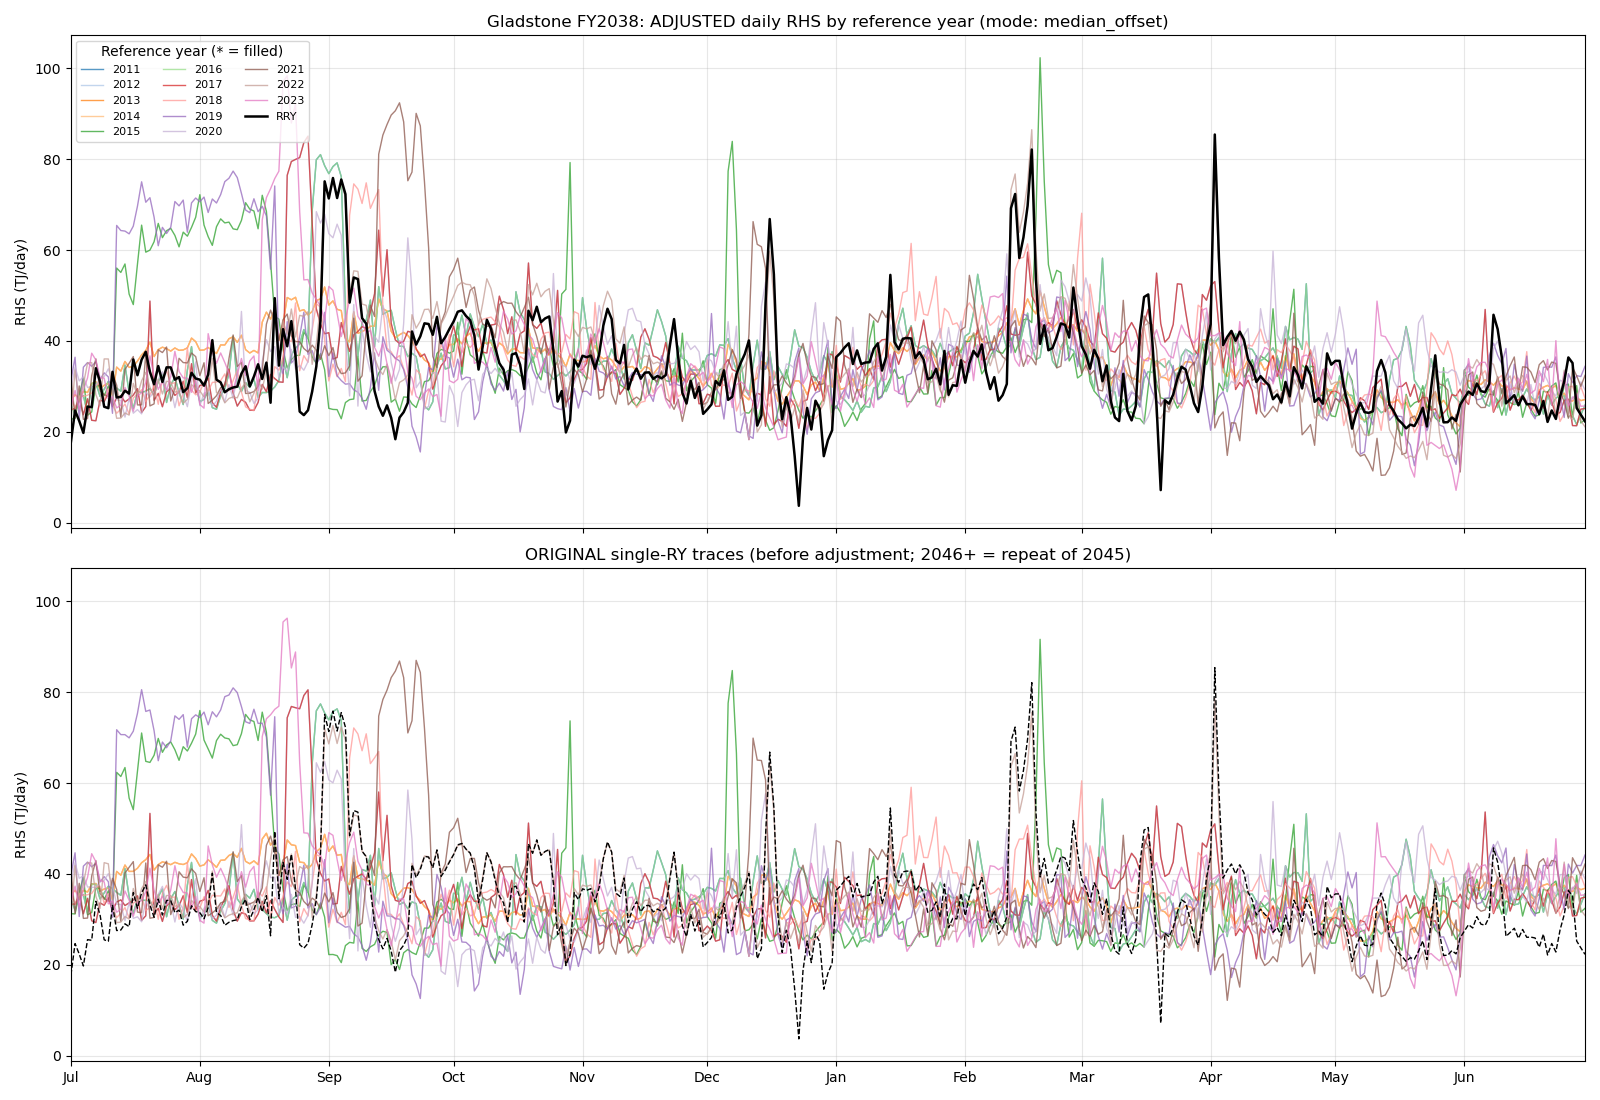 Gladstone FY2038: ADJUSTED daily RHS by reference year (mode: median_offset)
Reference year (* = filled)
2011 2016 2021
2012 2017 2022
2013 2018 2023
2014 2019 RRY
2015 2020
RHS (TJ/day)
100
80
60
40
20
0
ORIGINAL single-RY traces (before adjustment; 2046+ = repeat of 2045)
RHS (TJ/day)
100
80
60
40
20
0
Jul Aug Sep Oct Nov Dec Jan Feb Mar Apr May Jun